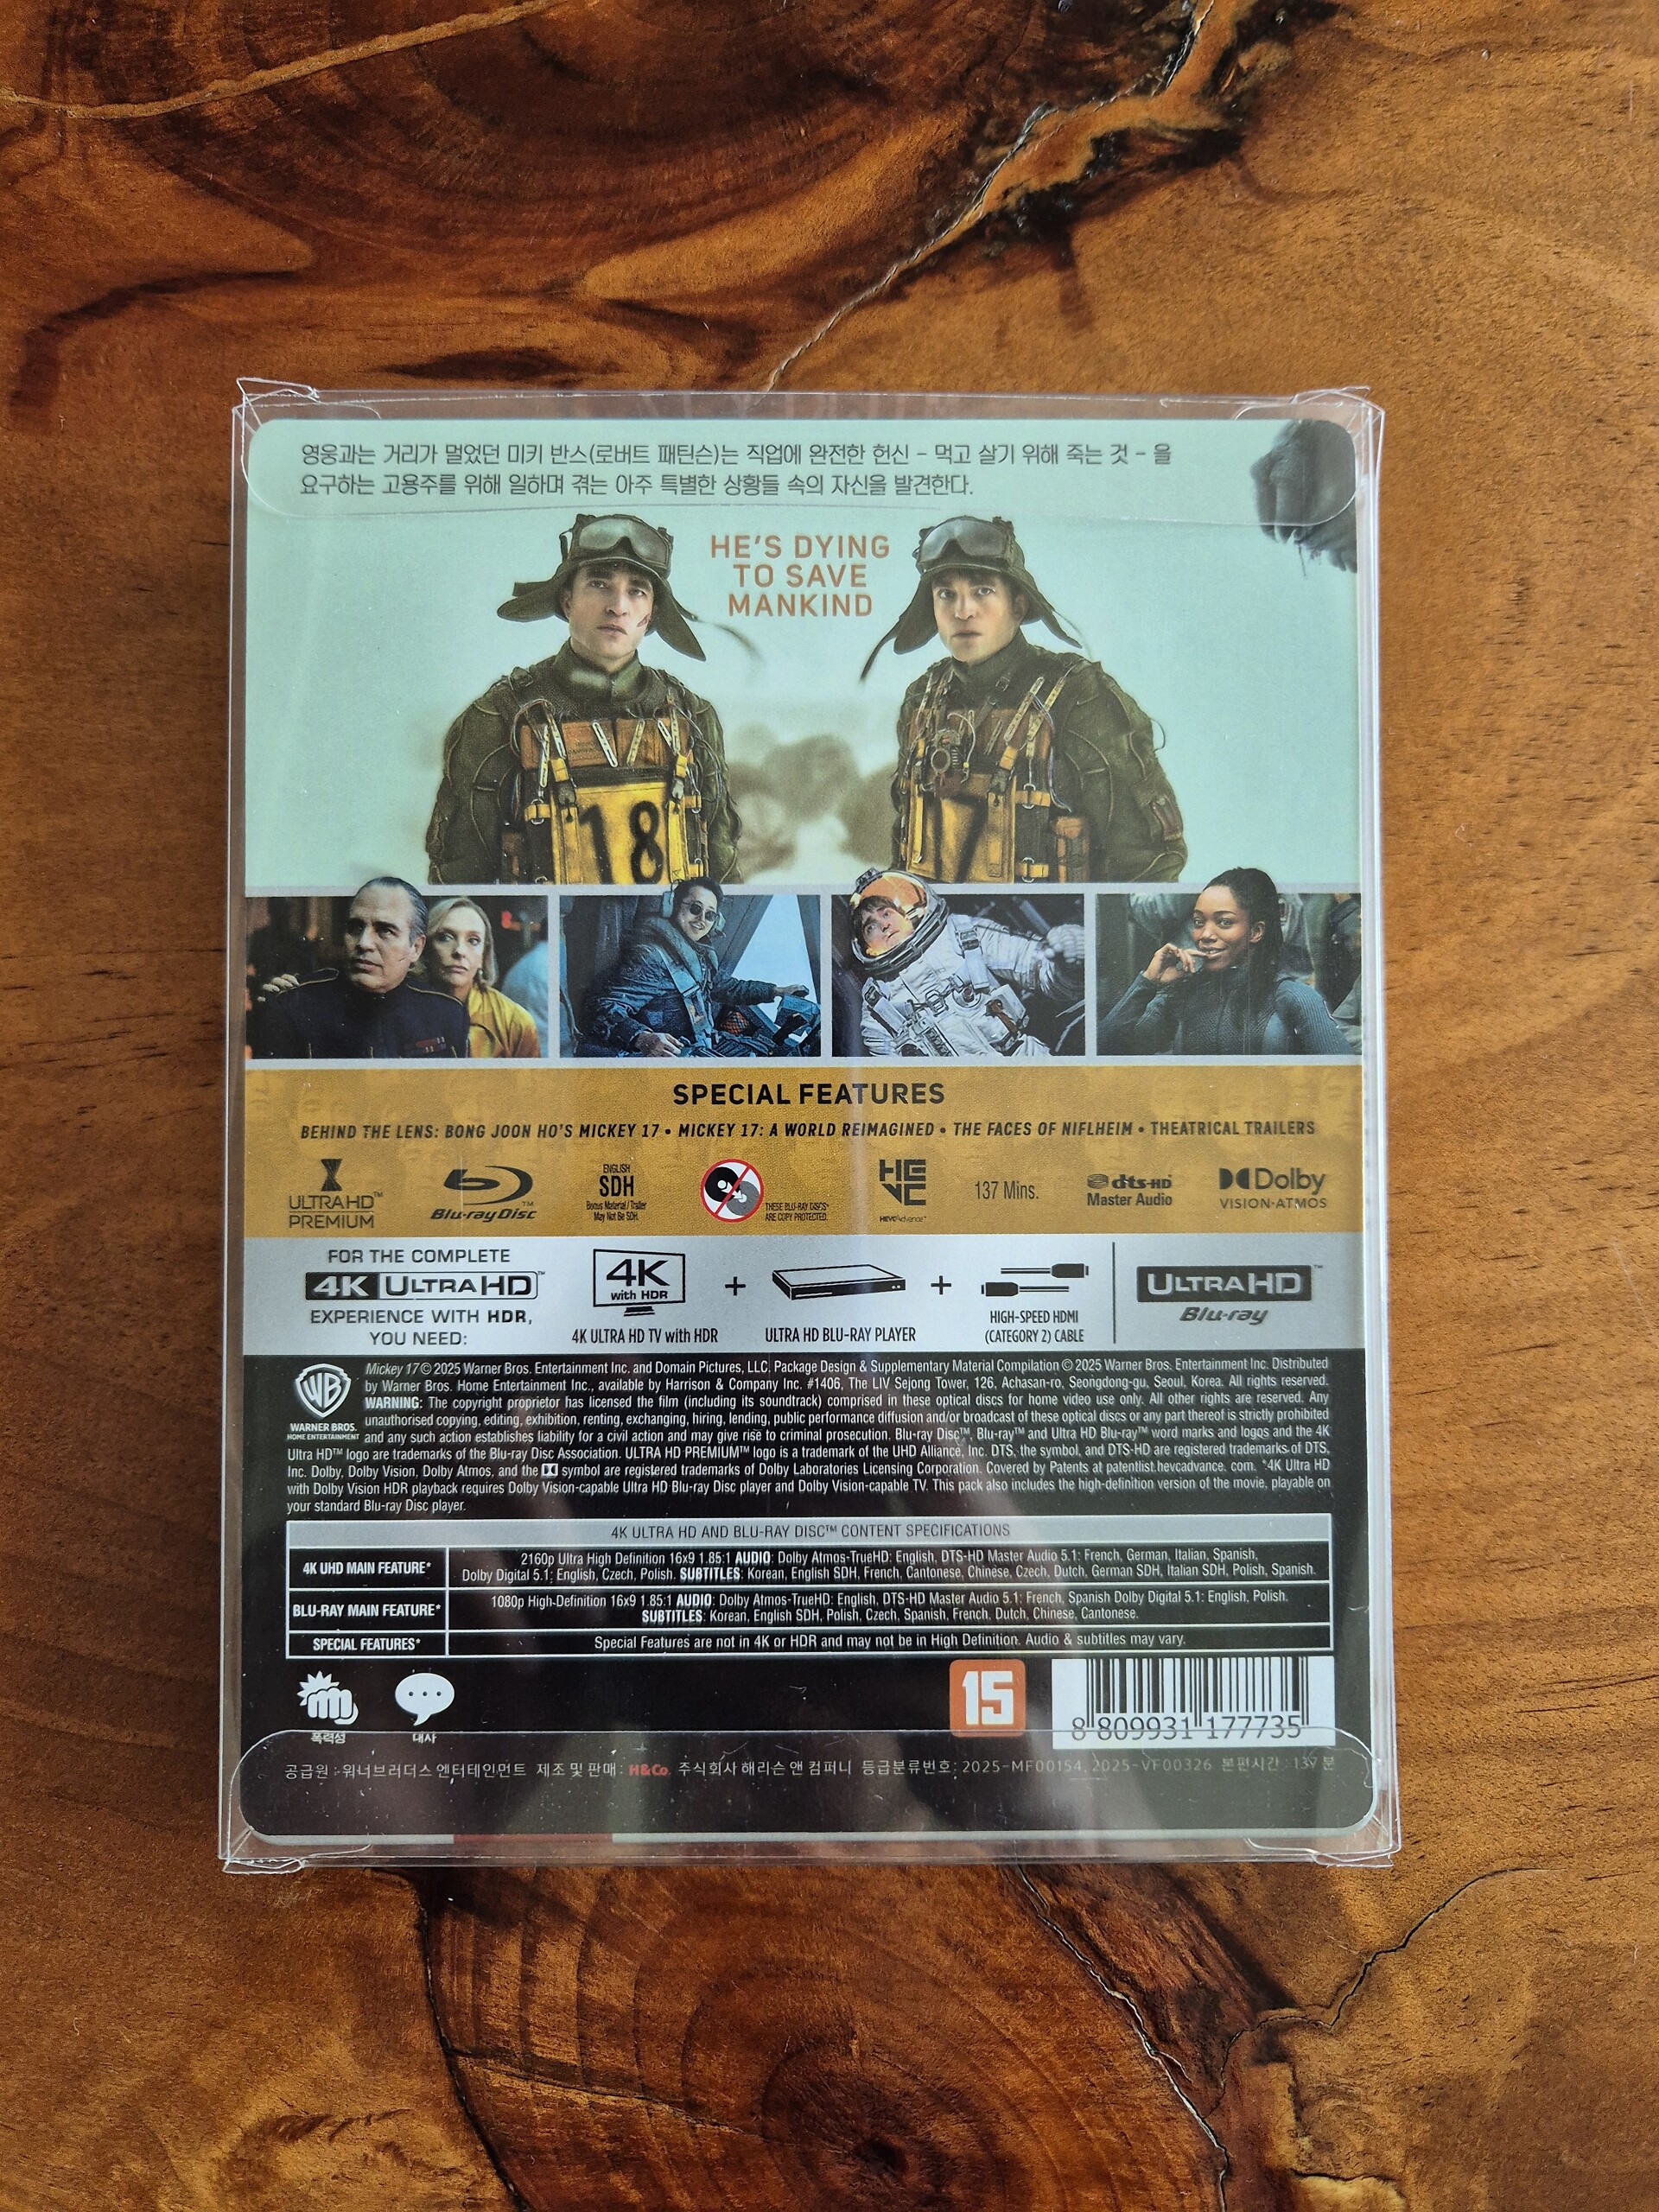 영웅과는 거리가 멀었던 미키 반스(로버트 패틴슨)는 직업에 완전한 헌신 – 먹고 살기 위해 죽는 것 – 을
요구하는 고용주를 위해 일하며 겪는 아주 특별한 상황들 속의 자신을 발견한다.
HE'S DYING
TO SAVE
MANKIND
18
17
SPECIAL FEATURES
BEHIND THE LENS: BONG JOON HO'S MICKEY 17 • MICKEY 17: A WORLD REIMAGINED • THE FACES OF NIFLHEIM • THEATRICAL TRAILERS
ULTRA HD™
PREMIUM
Blu-ray Disc™
ENGLISH
SDH
Bonus Material/Trailer
May Not Be SDH.
THESE BLU-RAY DISCS*
ARE COPY PROTECTED.
HEVC
HEVC Advance™
137 Mins.
dts-HD
Master Audio
Dolby
VISION·ATMOS
FOR THE COMPLETE
4K ULTRA HD™
EXPERIENCE WITH HDR,
YOU NEED:
4K
with HDR
4K ULTRA HD TV with HDR
+
ULTRA HD BLU-RAY PLAYER
+
HIGH-SPEED HDMI
(CATEGORY 2) CABLE
ULTRA HD™
Blu-ray
WB
WARNER BROS.
HOME ENTERTAINMENT
Mickey 17 © 2025 Warner Bros. Entertainment Inc. and Domain Pictures, LLC. Package Design & Supplementary Material Compilation © 2025 Warner Bros. Entertainment Inc. Distributed
by Warner Bros. Home Entertainment Inc., available by Harrison & Company Inc. #1406, The LIV Sejong Tower, 126, Achasan-ro, Seongdong-gu, Seoul, Korea. All rights reserved.
WARNING: The copyright proprietor has licensed the film (including its soundtrack) comprised in these optical discs for home video use only. All other rights are reserved. Any
unauthorised copying, editing, exhibition, renting, exchanging, hiring, lending, public performance diffusion and/or broadcast of these optical discs or any part thereof is strictly prohibited
and any such action establishes liability for a civil action and may give rise to criminal prosecution. Blu-ray Disc™, Blu-ray™ and Ultra HD Blu-ray™ word marks and logos and the 4K
Ultra HD™ logo are trademarks of the Blu-ray Disc Association. ULTRA HD PREMIUM™ logo is a trademark of the UHD Alliance, Inc. DTS, the symbol, and DTS-HD are registered trademarks of DTS,
Inc. Dolby, Dolby Vision, Dolby Atmos, and the symbol are registered trademarks of Dolby Laboratories Licensing Corporation. Covered by Patents at patentlist.hevcadvance. com. *4K Ultra HD
with Dolby Vision HDR playback requires Dolby Vision-capable Ultra HD Blu-ray Disc player and Dolby Vision-capable TV. This pack also includes the high-definition version of the movie, playable on
your standard Blu-ray Disc player.
4K ULTRA HD AND BLU-RAY DISC™ CONTENT SPECIFICATIONS
4K UHD MAIN FEATURE*
2160p Ultra High Definition 16x9 1.85:1 AUDIO: Dolby Atmos-TrueHD: English, DTS-HD Master Audio 5.1: French, German, Italian, Spanish,
Dolby Digital 5.1: English, Czech, Polish. SUBTITLES: Korean, English SDH, French, Cantonese, Chinese, Czech, Dutch, German SDH, Italian SDH, Polish, Spanish.
BLU-RAY MAIN FEATURE*
1080p High-Definition 16x9 1.85:1 AUDIO: Dolby Atmos-TrueHD: English, DTS-HD Master Audio 5.1: French, Spanish Dolby Digital 5.1: English, Polish.
SUBTITLES: Korean, English SDH, Polish, Czech, Spanish, French, Dutch, Chinese, Cantonese.
SPECIAL FEATURES*
Special Features are not in 4K or HDR and may not be in High Definition. Audio & subtitles may vary.
폭력성
대사
15
8 809931 177735
공급원 : 워너브러더스 엔터테인먼트 제조 및 판매 : H&Co. 주식회사 해리슨 앤 컴퍼니 등급분류번호: 2025-MF00154, 2025-VF00326 본편시간 : 137분